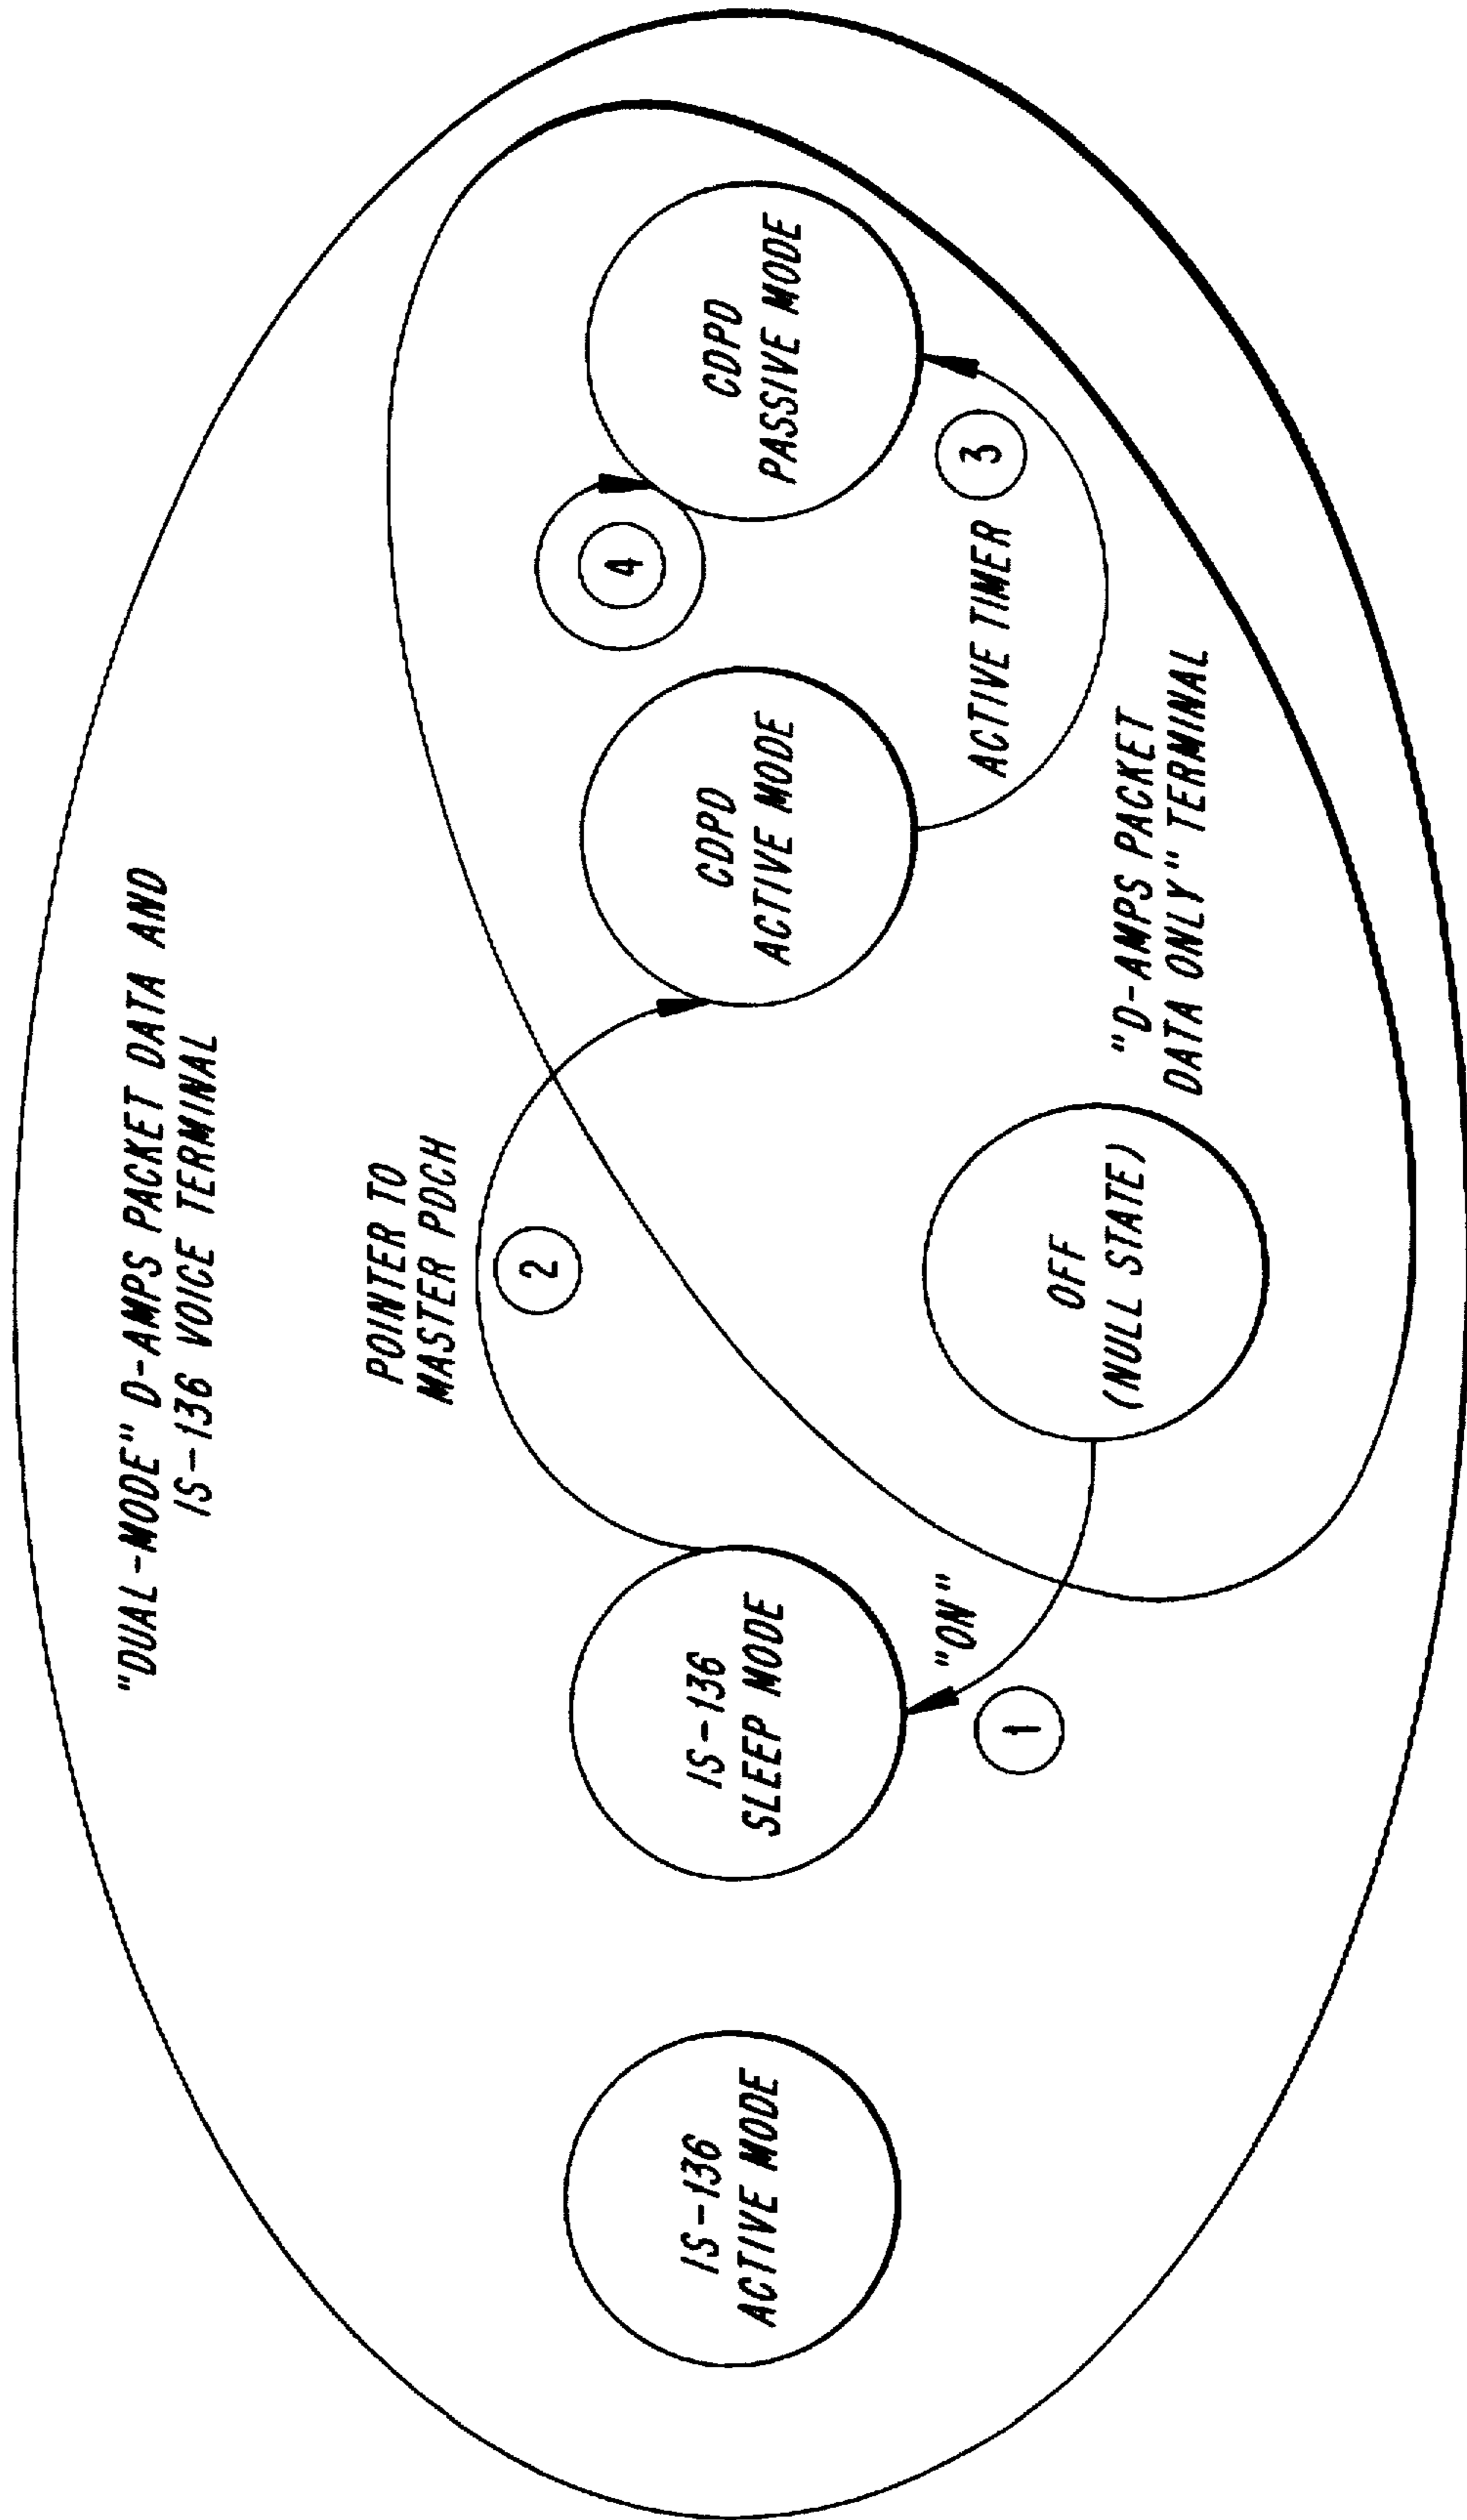 "DUAL-MODE" D-AMPS PACKET DATA AND
IS-136 VOICE TERMINAL
POINTER TO
MASTER PDCH
2
4
IS-136
ACTIVE MODE
IS-136
SLEEP MODE
CDPD
ACTIVE MODE
CDPD
PASSIVE MODE
"ON"
1
ACTIVE TIMER
3
OFF
(NULL STATE)
"D-AMPS PACKET
DATA ONLY" TERMINAL